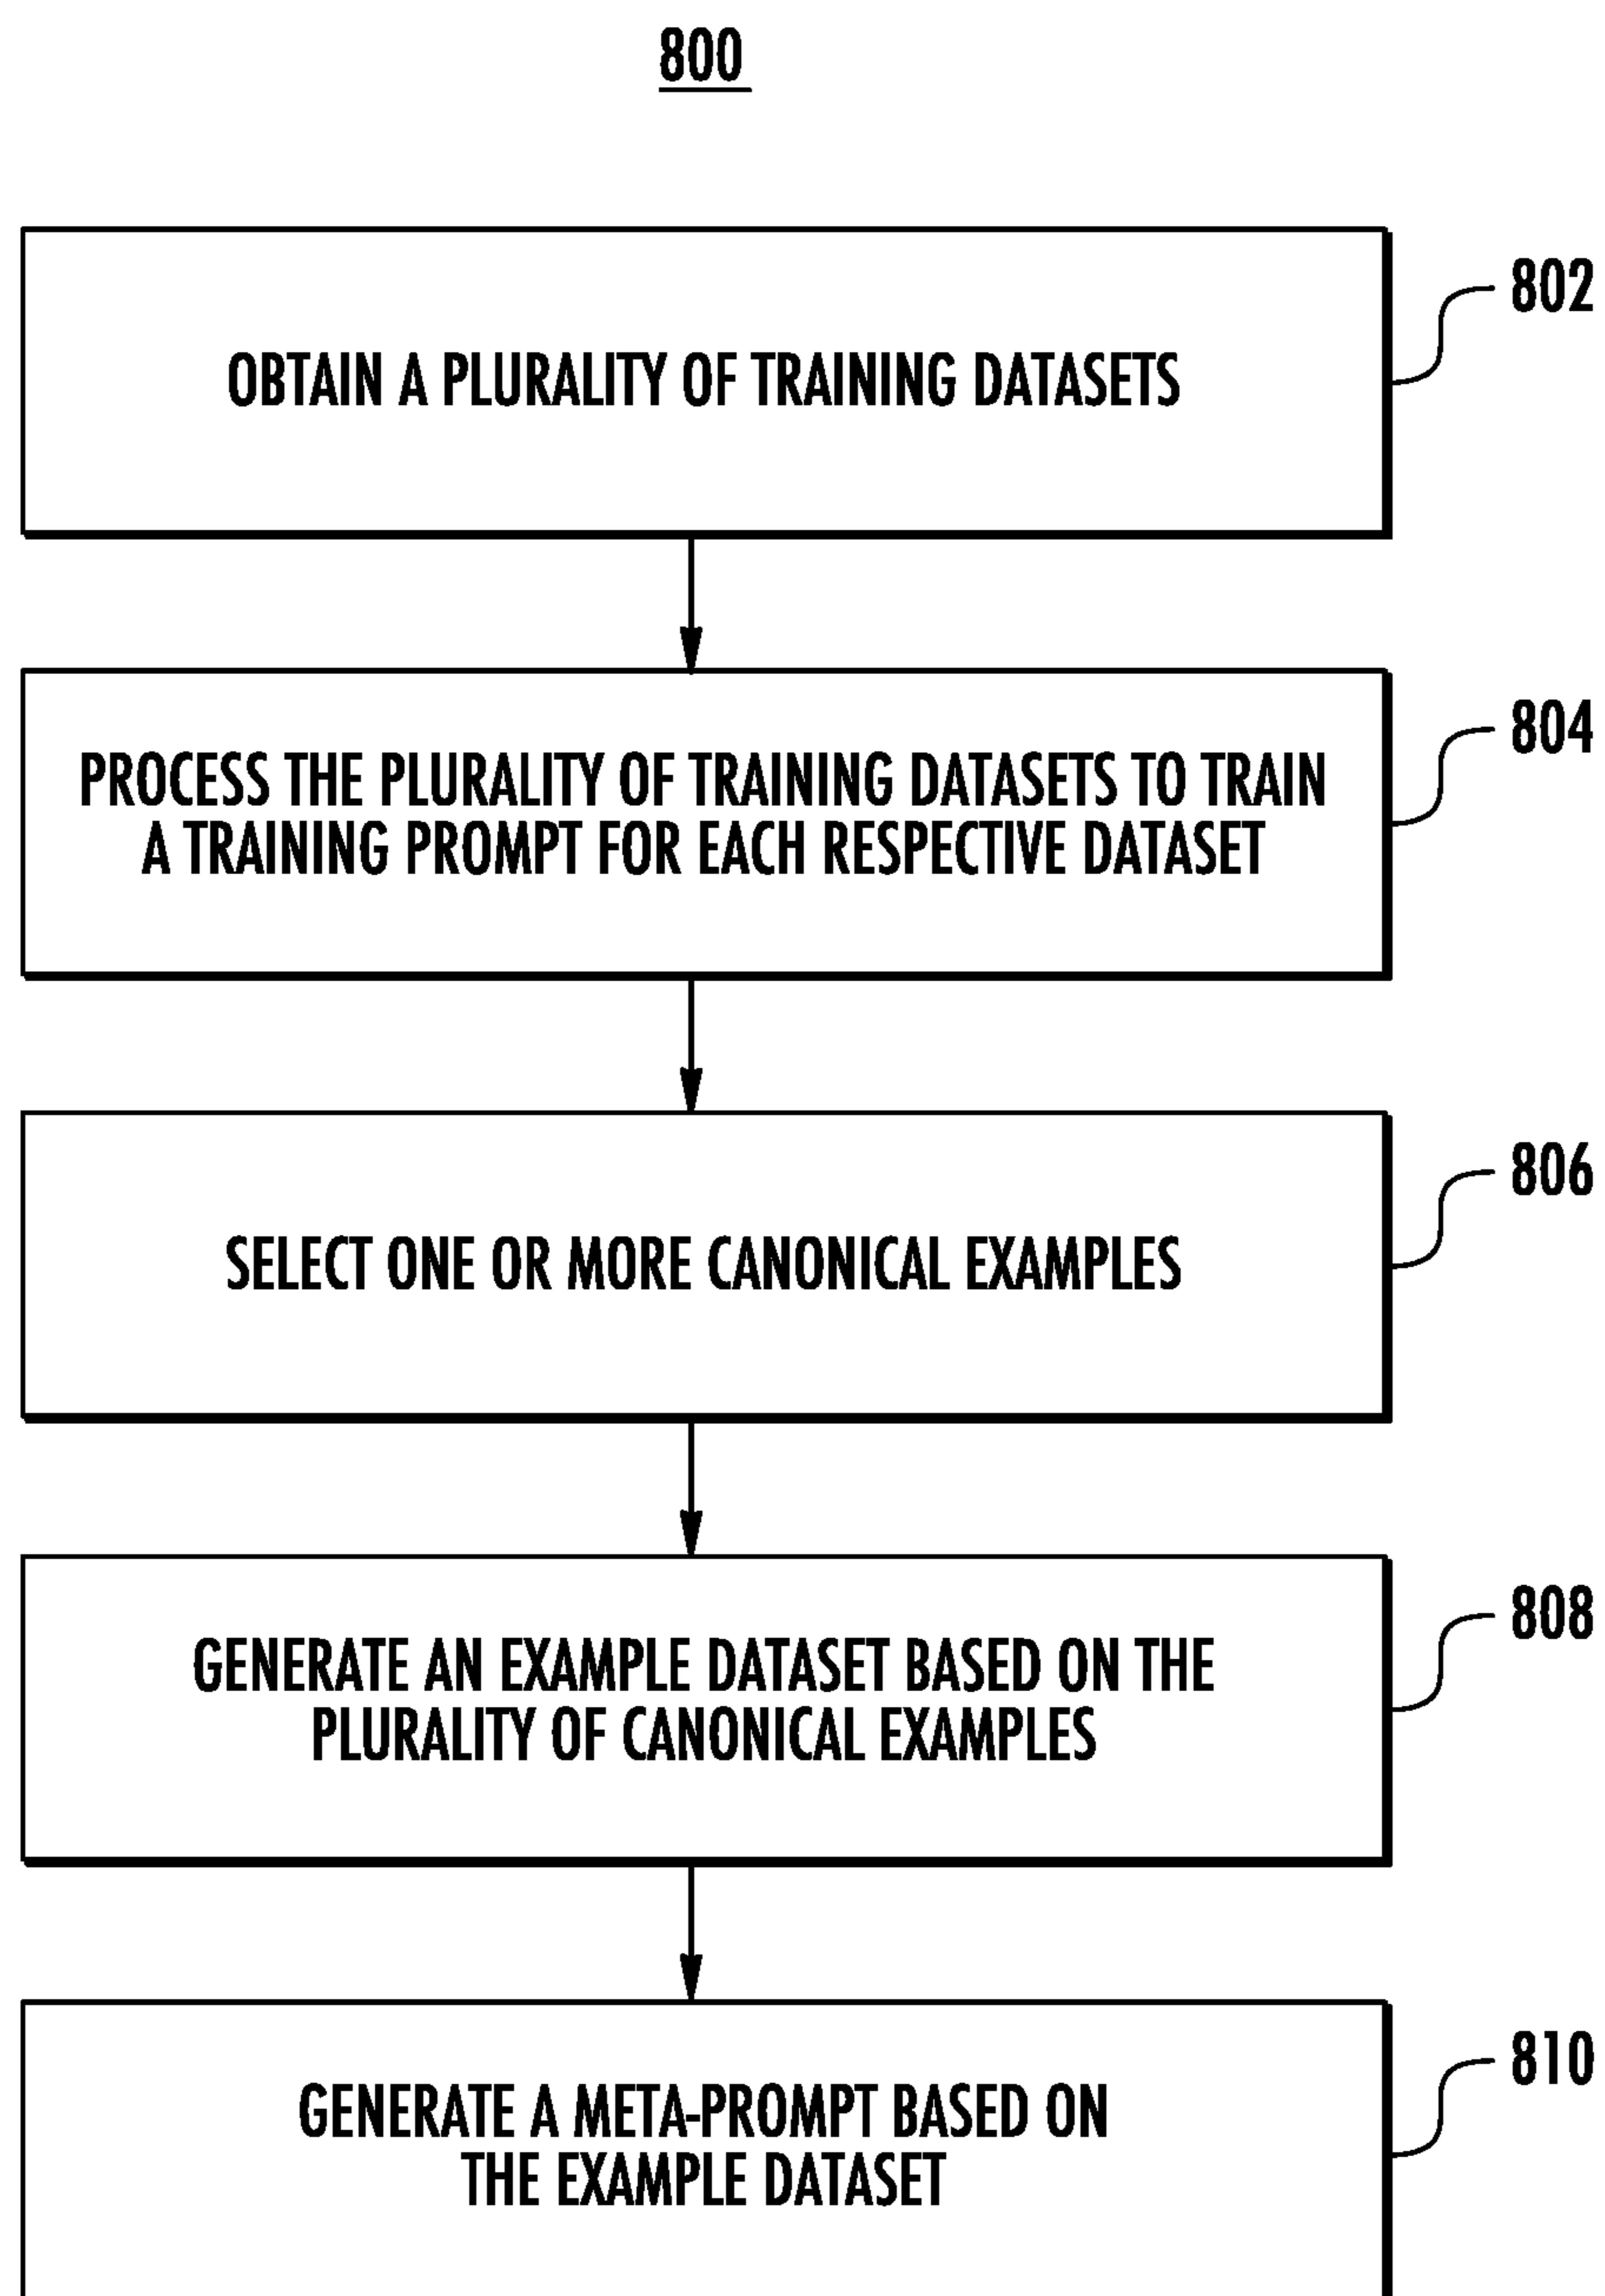 800
OBTAIN A PLURALITY OF TRAINING DATASETS
802
PROCESS THE PLURALITY OF TRAINING DATASETS TO TRAIN
A TRAINING PROMPT FOR EACH RESPECTIVE DATASET
804
SELECT ONE OR MORE CANONICAL EXAMPLES
806
GENERATE AN EXAMPLE DATASET BASED ON THE
PLURALITY OF CANONICAL EXAMPLES
808
GENERATE A META-PROMPT BASED ON
THE EXAMPLE DATASET
810